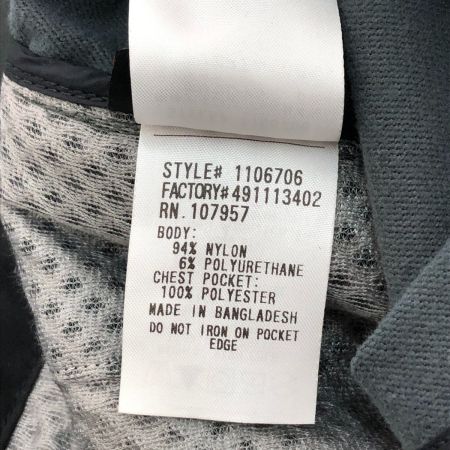 STYLE# 1106706
FACTORY#491113402
RN. 107957
BODY:
94% NYLON
6% POLYURETHANE
CHEST POCKET:
100% POLYESTER
MADE IN BANGLADESH
DO NOT IRON ON POCKET
EDGE